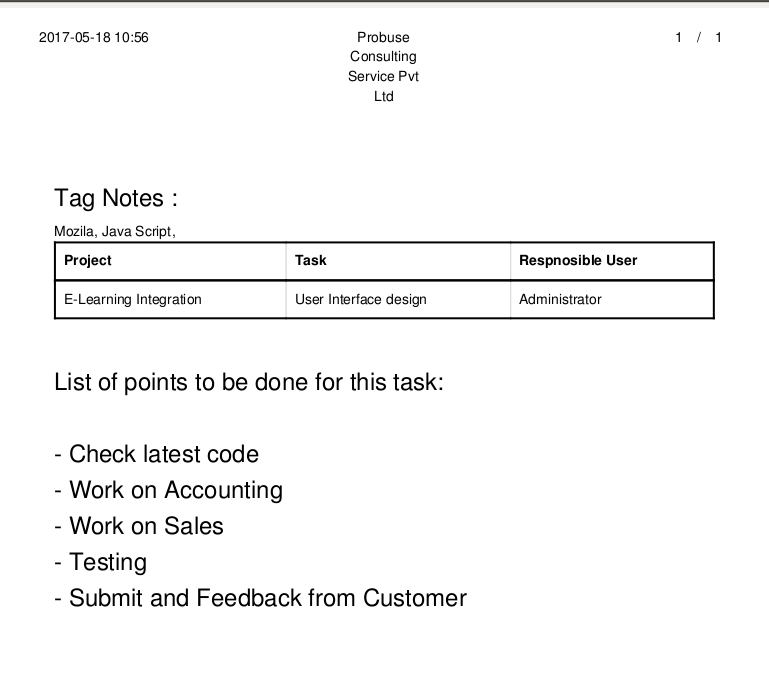 2017-05-18 10:56
Probuse
Consulting
Service Pvt
Ltd
1 / 1
Tag Notes :
Mozila, Java Script,
Project Task Respnosible User
E-Learning Integration User Interface design Administrator
List of points to be done for this task:
- Check latest code
- Work on Accounting
- Work on Sales
- Testing
- Submit and Feedback from Customer